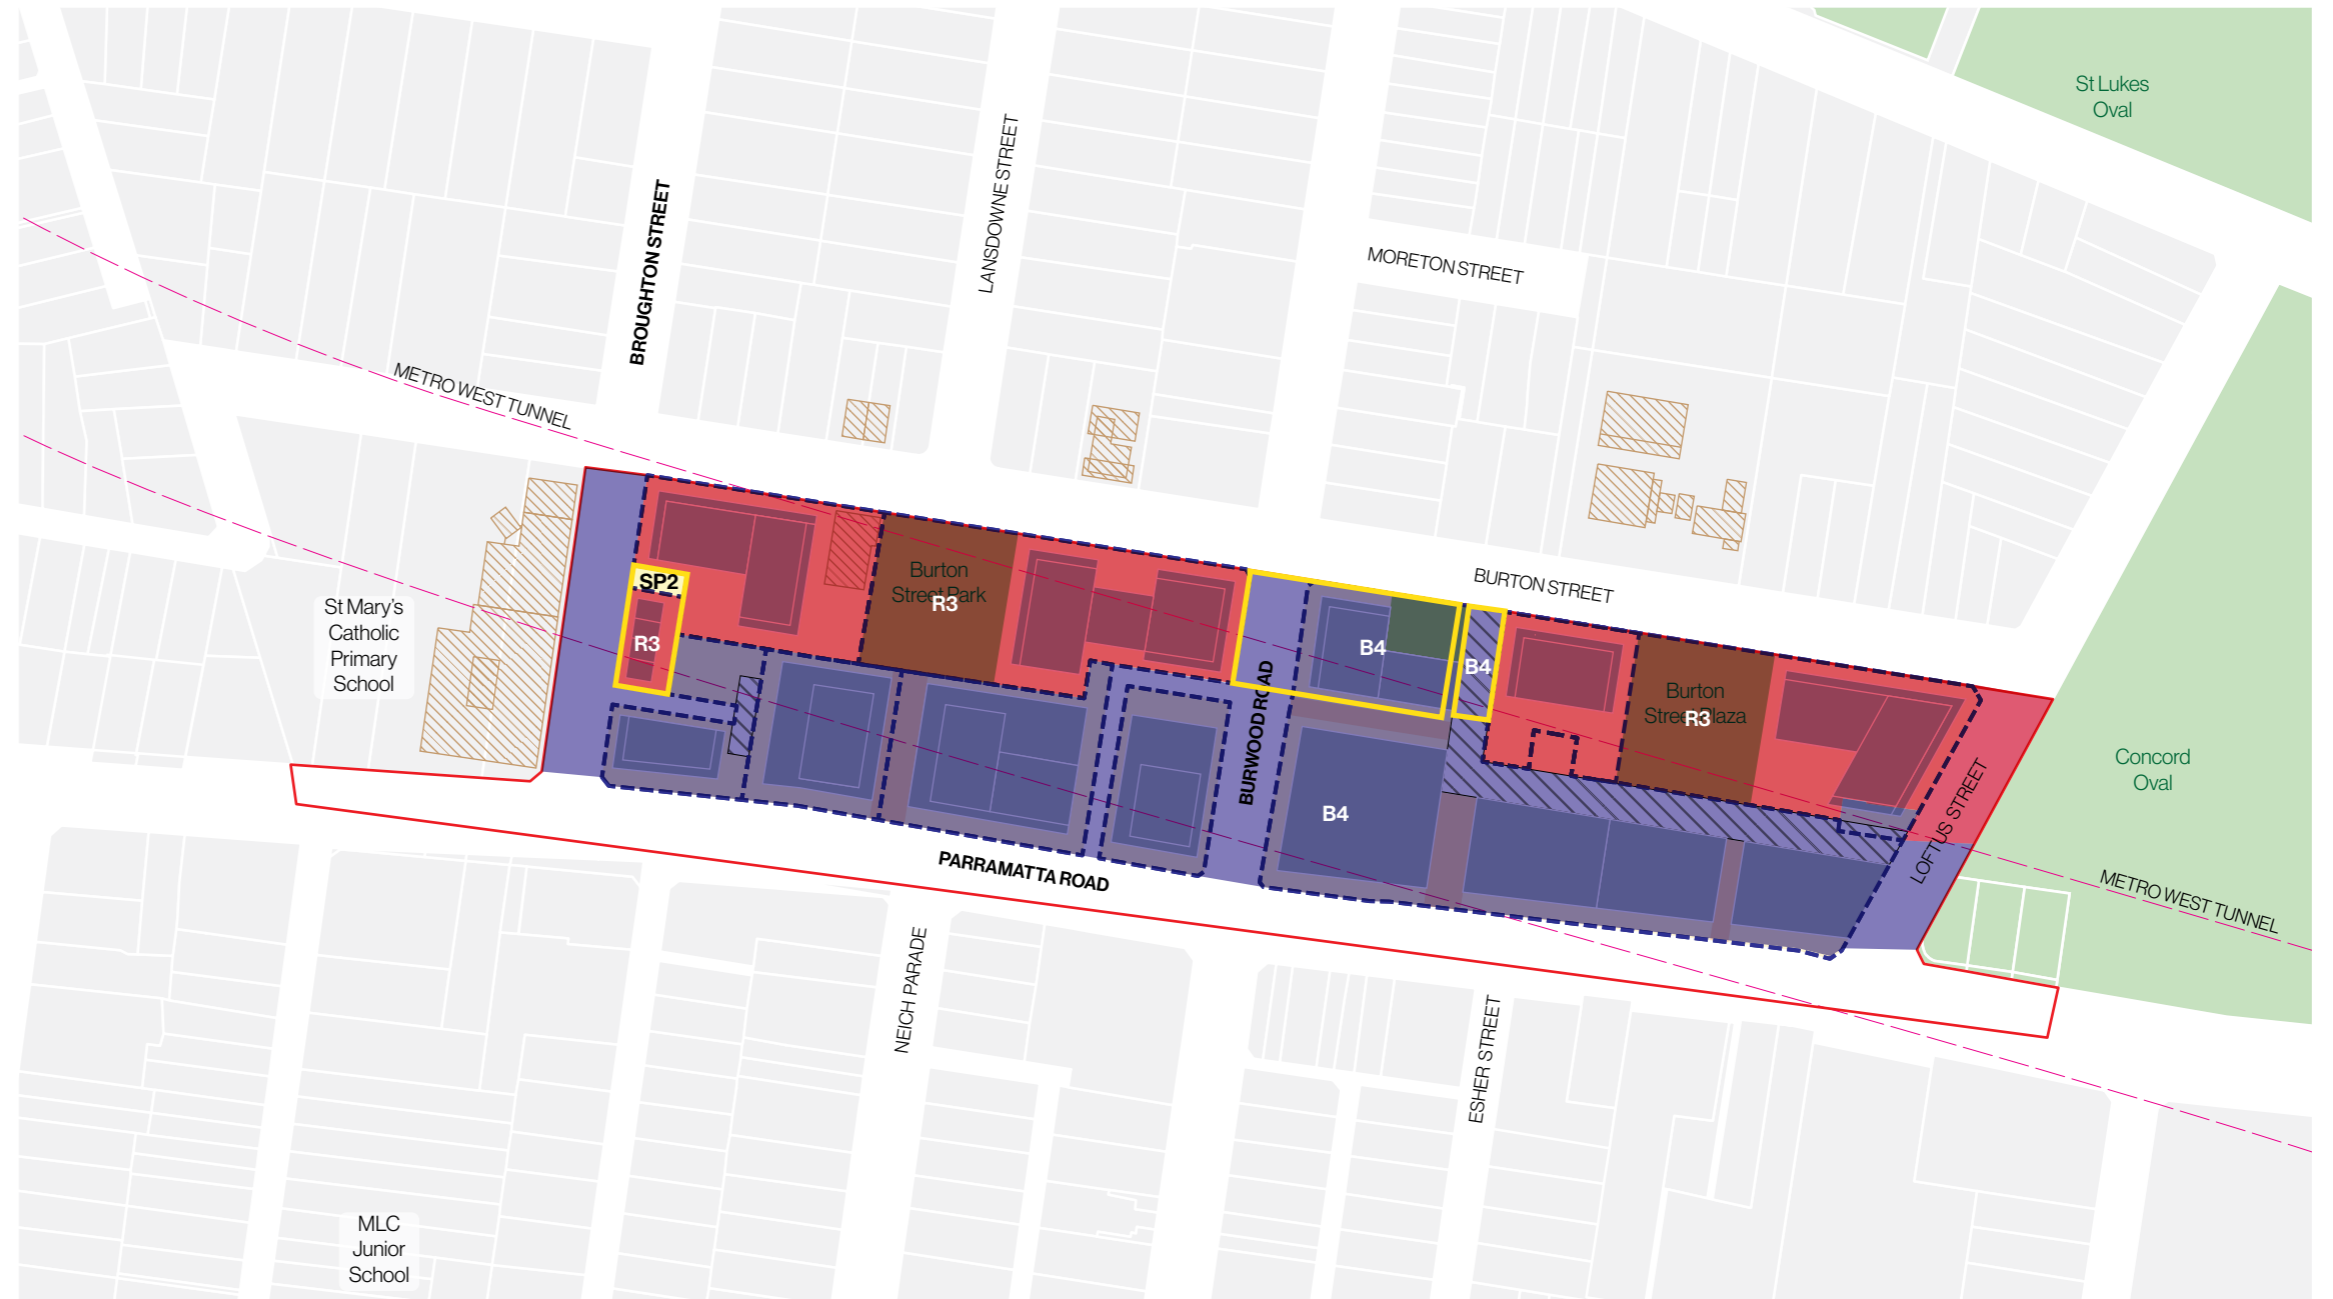 St Lukes
Oval
BROUGHTON STREET
LANSDOWNE STREET
MORETON STREET
METRO WEST TUNNEL
BURTON STREET
St Mary's
Catholic
Primary
School
SP2
R3
Burton
Street Park
R3
B4
B4
BURWOOD ROAD
B4
Burton
Street Plaza
R3
LOFTUS STREET
Concord
Oval
METRO WEST TUNNEL
PARRAMATTA ROAD
NEICH PARADE
ESHER STREET
MLC
Junior
School